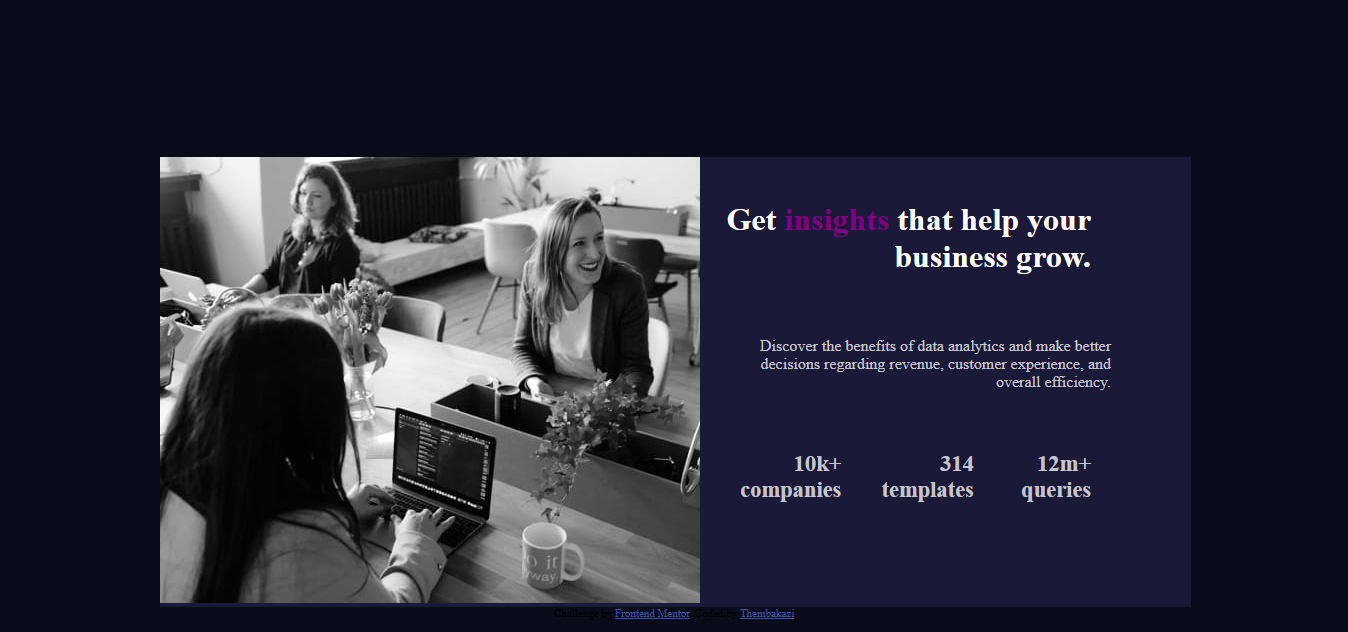 Get insights that help your
business grow.
Discover the benefits of data analytics and make better
decisions regarding revenue, customer experience, and
overall efficiency.
10k+ 314 12m+
companies templates queries
Challenge by Frontend Mentor. Coded by Thembakazi